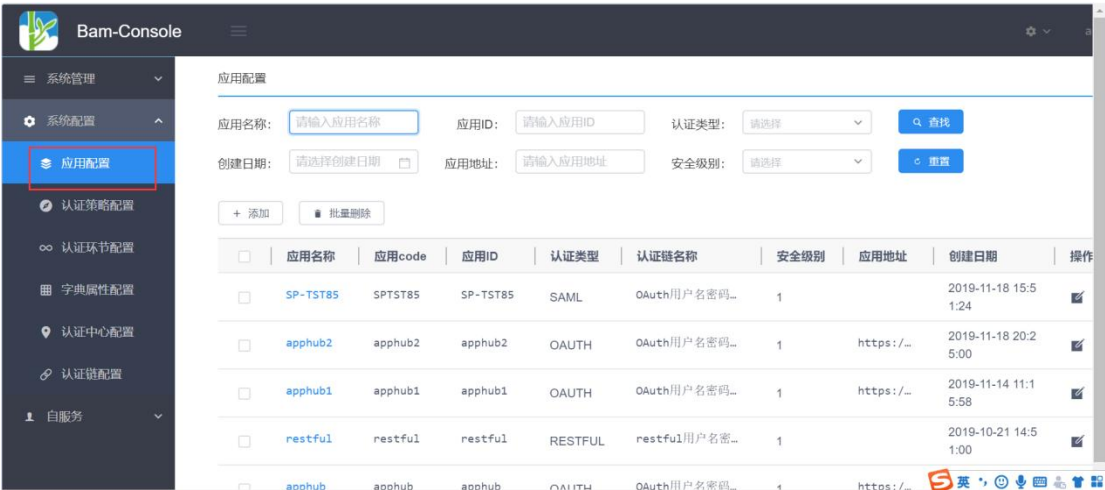 Bam-Console
系统管理
系统配置
应用配置
认证策略配置
认证环节配置
字典属性配置
认证中心配置
认证链配置
自服务
应用配置
应用名称： 请输入应用名称 应用ID： 请输入应用ID 认证类型： 请选择 查找
创建日期： 请选择创建日期 应用地址： 请输入应用地址 安全级别： 请选择 重置
+ 添加 批量删除
应用名称 应用code 应用ID 认证类型 认证链名称 安全级别 应用地址 创建日期 操作
SP-TST85 SPTST85 SP-TST85 SAML OAuth用户名密码… 1 2019-11-18 15:5
1:24
apphub2 apphub2 apphub2 OAUTH OAuth用户名密码… 1 https:/… 2019-11-18 20:2
5:00
apphub1 apphub1 apphub1 OAUTH OAuth用户名密码… 1 https:/… 2019-11-14 11:1
5:58
restful restful restful RESTFUL restful用户名密… 1 2019-10-21 14:5
1:00
apphub apphub apphub OAUTH OAuth用户名密码… 1 https:/…
英